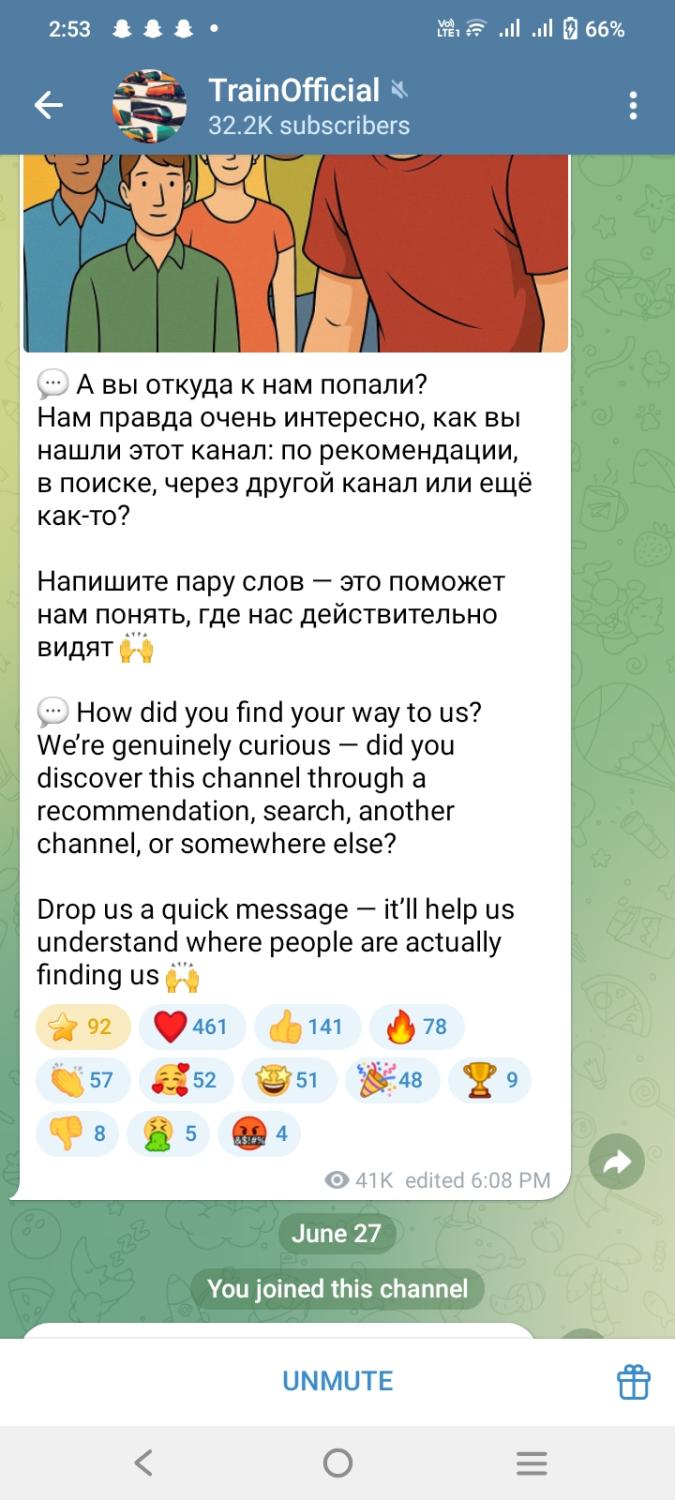 2:53
VoLTE1
66%
TrainOfficial
32.2K subscribers
А вы откуда к нам попали?
Нам правда очень интересно, как вы
нашли этот канал: по рекомендации,
в поиске, через другой канал или ещё
как-то?
Напишите пару слов — это поможет
нам понять, где нас действительно
видят 🙌
How did you find your way to us?
We’re genuinely curious — did you
discover this channel through a
recommendation, search, another
channel, or somewhere else?
Drop us a quick message — it’ll help us
understand where people are actually
finding us 🙌
⭐ 92 ❤️ 461 👍 141 🔥 78
👏 57 🥰 52 🤩 51 🎉 48 🏆 9
👎 8 🤮 5 🤬 4
41K edited 6:08 PM
June 27
You joined this channel
UNMUTE